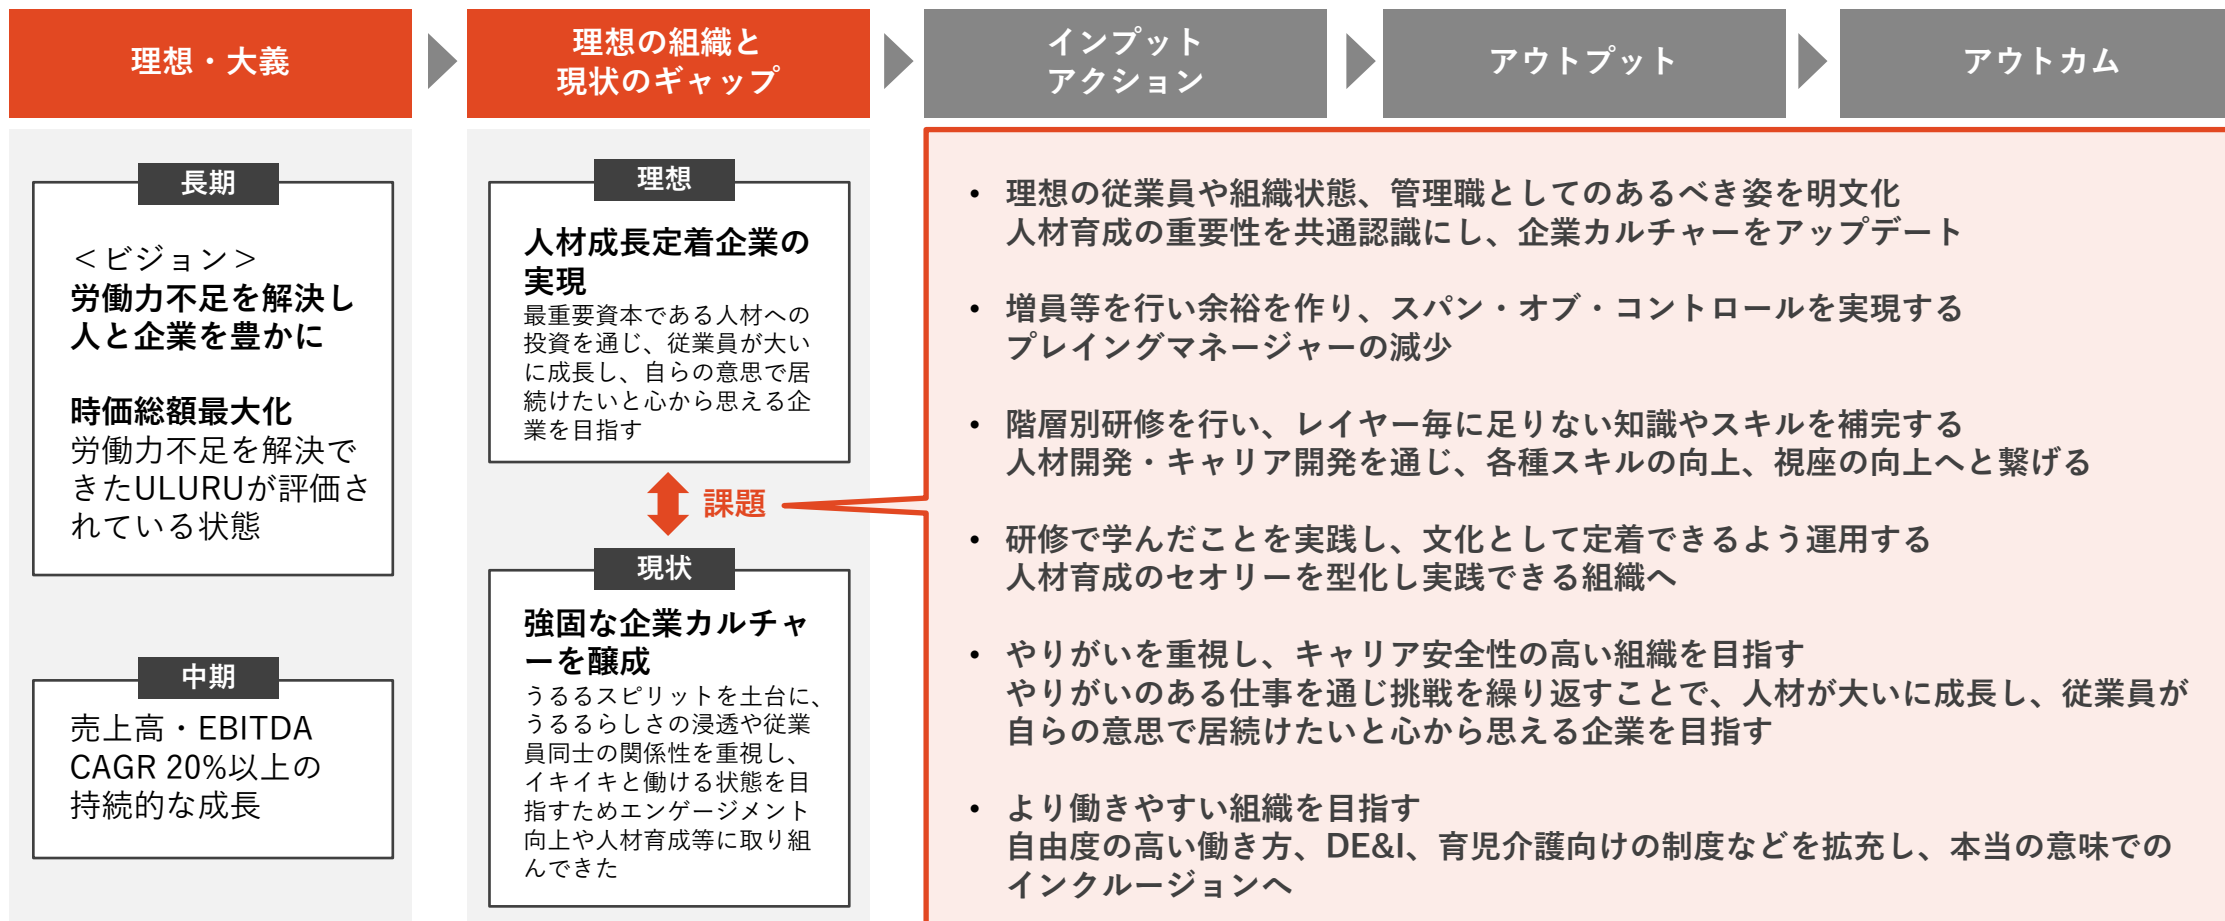 理想・大義
理想の組織と
現状のギャップ
インプット
アクション
アウトプット
アウトカム
長期
＜ビジョン＞
労働力不足を解決し
人と企業を豊かに
時価総額最大化
労働力不足を解決で
きたULURUが評価さ
れている状態
中期
売上高・EBITDA
CAGR 20%以上の
持続的な成長
理想
人材成長定着企業の
実現
最重要資本である人材への
投資を通じ、従業員が大い
に成長し、自らの意思で居
続けたいと心から思える企
業を目指す
課題
現状
強固な企業カルチャ
ーを醸成
うるるスピリットを土台に、
うるるらしさの浸透や従業
員同士の関係性を重視し、
イキイキと働ける状態を目
指すためエンゲージメント
向上や人材育成等に取り組
んできた
• 理想の従業員や組織状態、管理職としてのあるべき姿を明文化
人材育成の重要性を共通認識にし、企業カルチャーをアップデート
• 増員等を行い余裕を作り、スパン・オブ・コントロールを実現する
プレイングマネージャーの減少
• 階層別研修を行い、レイヤー毎に足りない知識やスキルを補完する
人材開発・キャリア開発を通じ、各種スキルの向上、視座の向上へと繋げる
• 研修で学んだことを実践し、文化として定着できるよう運用する
人材育成のセオリーを型化し実践できる組織へ
• やりがいを重視し、キャリア安全性の高い組織を目指す
やりがいのある仕事を通じ挑戦を繰り返すことで、人材が大いに成長し、従業員が
自らの意思で居続けたいと心から思える企業を目指す
• より働きやすい組織を目指す
自由度の高い働き方、DE&I、育児介護向けの制度などを拡充し、本当の意味での
インクルージョンへ